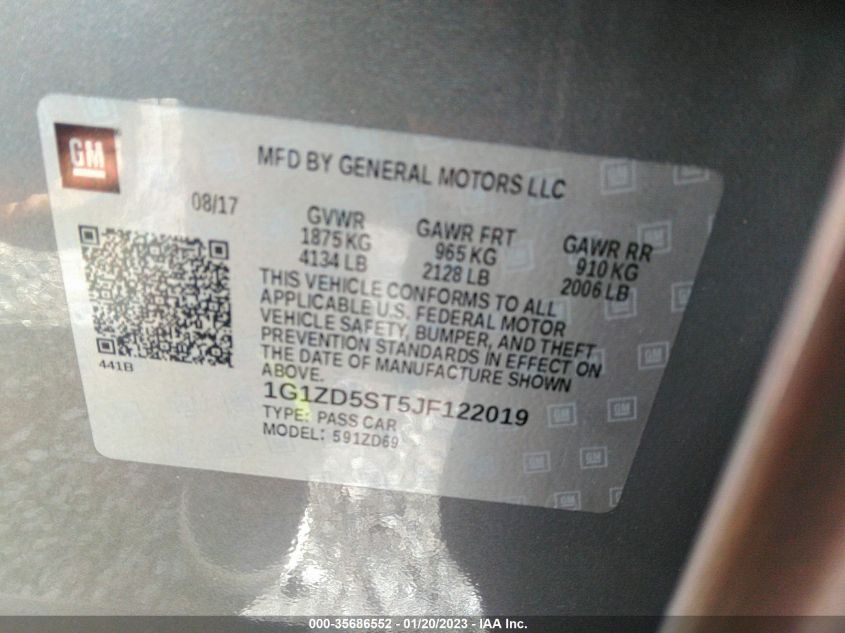 GM
MFD BY GENERAL MOTORS LLC
08/17
GVWR
1875 KG
4134 LB
GAWR FRT
965 KG
2128 LB
GAWR RR
910 KG
2006 LB
THIS VEHICLE CONFORMS TO ALL
APPLICABLE U.S. FEDERAL MOTOR
VEHICLE SAFETY, BUMPER, AND THEFT
PREVENTION STANDARDS IN EFFECT ON
THE DATE OF MANUFACTURE SHOWN
ABOVE.
441B
1G1ZD5ST5JF122019
TYPE: PASS CAR
MODEL: 591ZD69
000-35686552 - 01/20/2023 - IAA Inc.